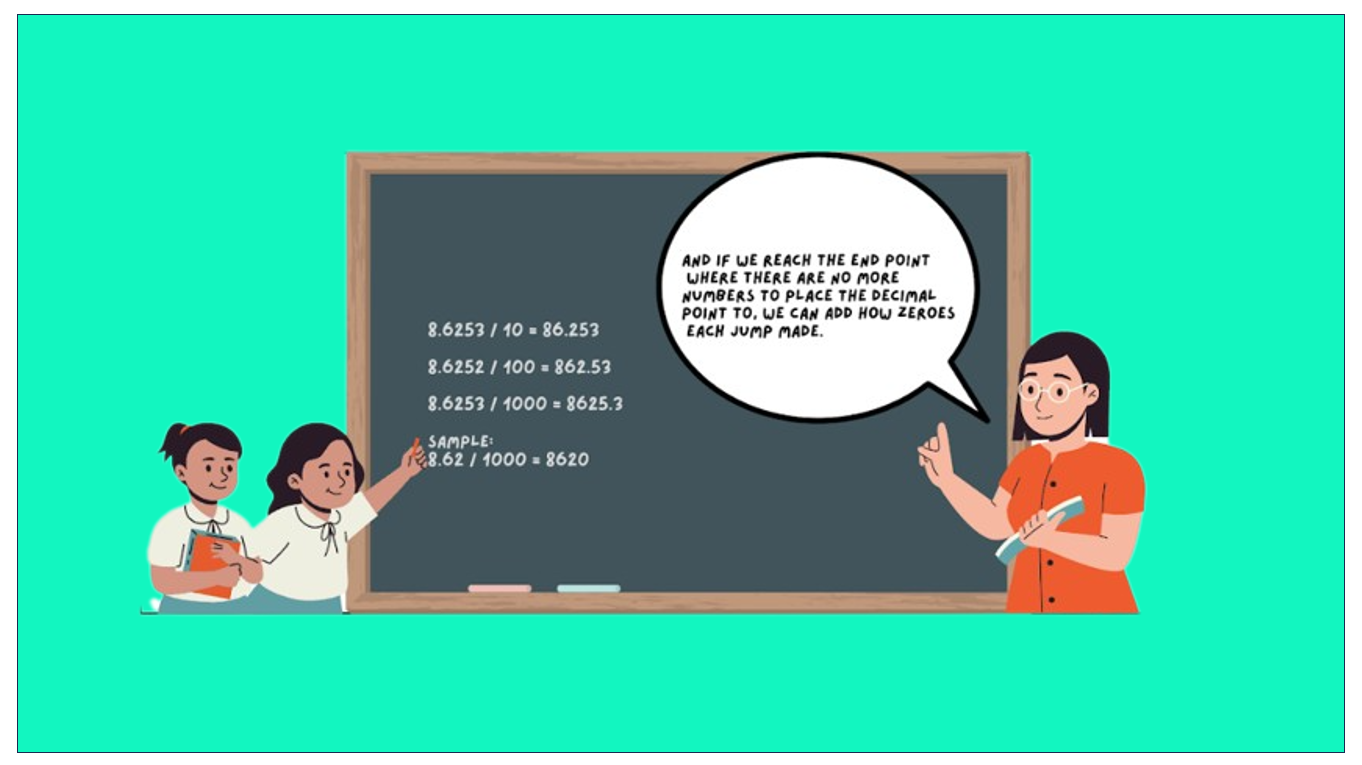 AND IF WE REACH THE END POINT
WHERE THERE ARE NO MORE
NUMBERS TO PLACE THE DECIMAL
POINT TO, WE CAN ADD HOW ZEROES
EACH JUMP MADE.
8.6253 / 10 = 86.253
8.6252 / 100 = 862.53
8.6253 / 1000 = 8625.3
SAMPLE:
8.62 / 1000 = 8620